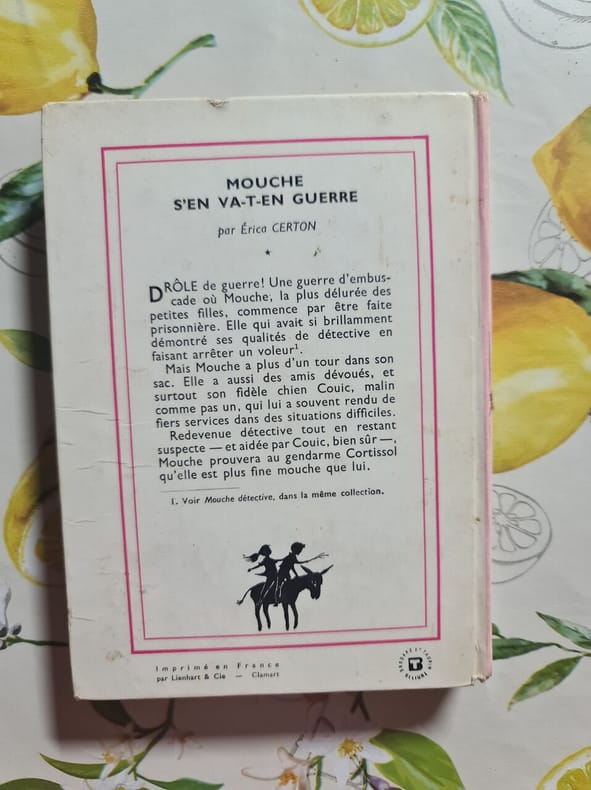 MOUCHE
S'EN VA-T-EN GUERRE
par Érica CERTON
★
DRÔLE de guerre! Une guerre d'embus-
cade où Mouche, la plus délurée des
petites filles, commence par être faite
prisonnière. Elle qui avait si brillamment
démontré ses qualités de détective en
faisant arrêter un voleur¹.
Mais Mouche a plus d'un tour dans son
sac. Elle a aussi des amis dévoués, et
surtout son fidèle chien Couic, malin
comme pas un, qui lui a souvent rendu de
fiers services dans des situations difficiles.
Redevenue détective tout en restant
suspecte — et aidée par Couic, bien sûr —,
Mouche prouvera au gendarme Cortissol
qu'elle est plus fine mouche que lui.
1. Voir Mouche détective, dans la même collection.
Imprimé en France
par Lienhart & Cie — Clamart
BRODARD ET TAUPIN
RELIURE